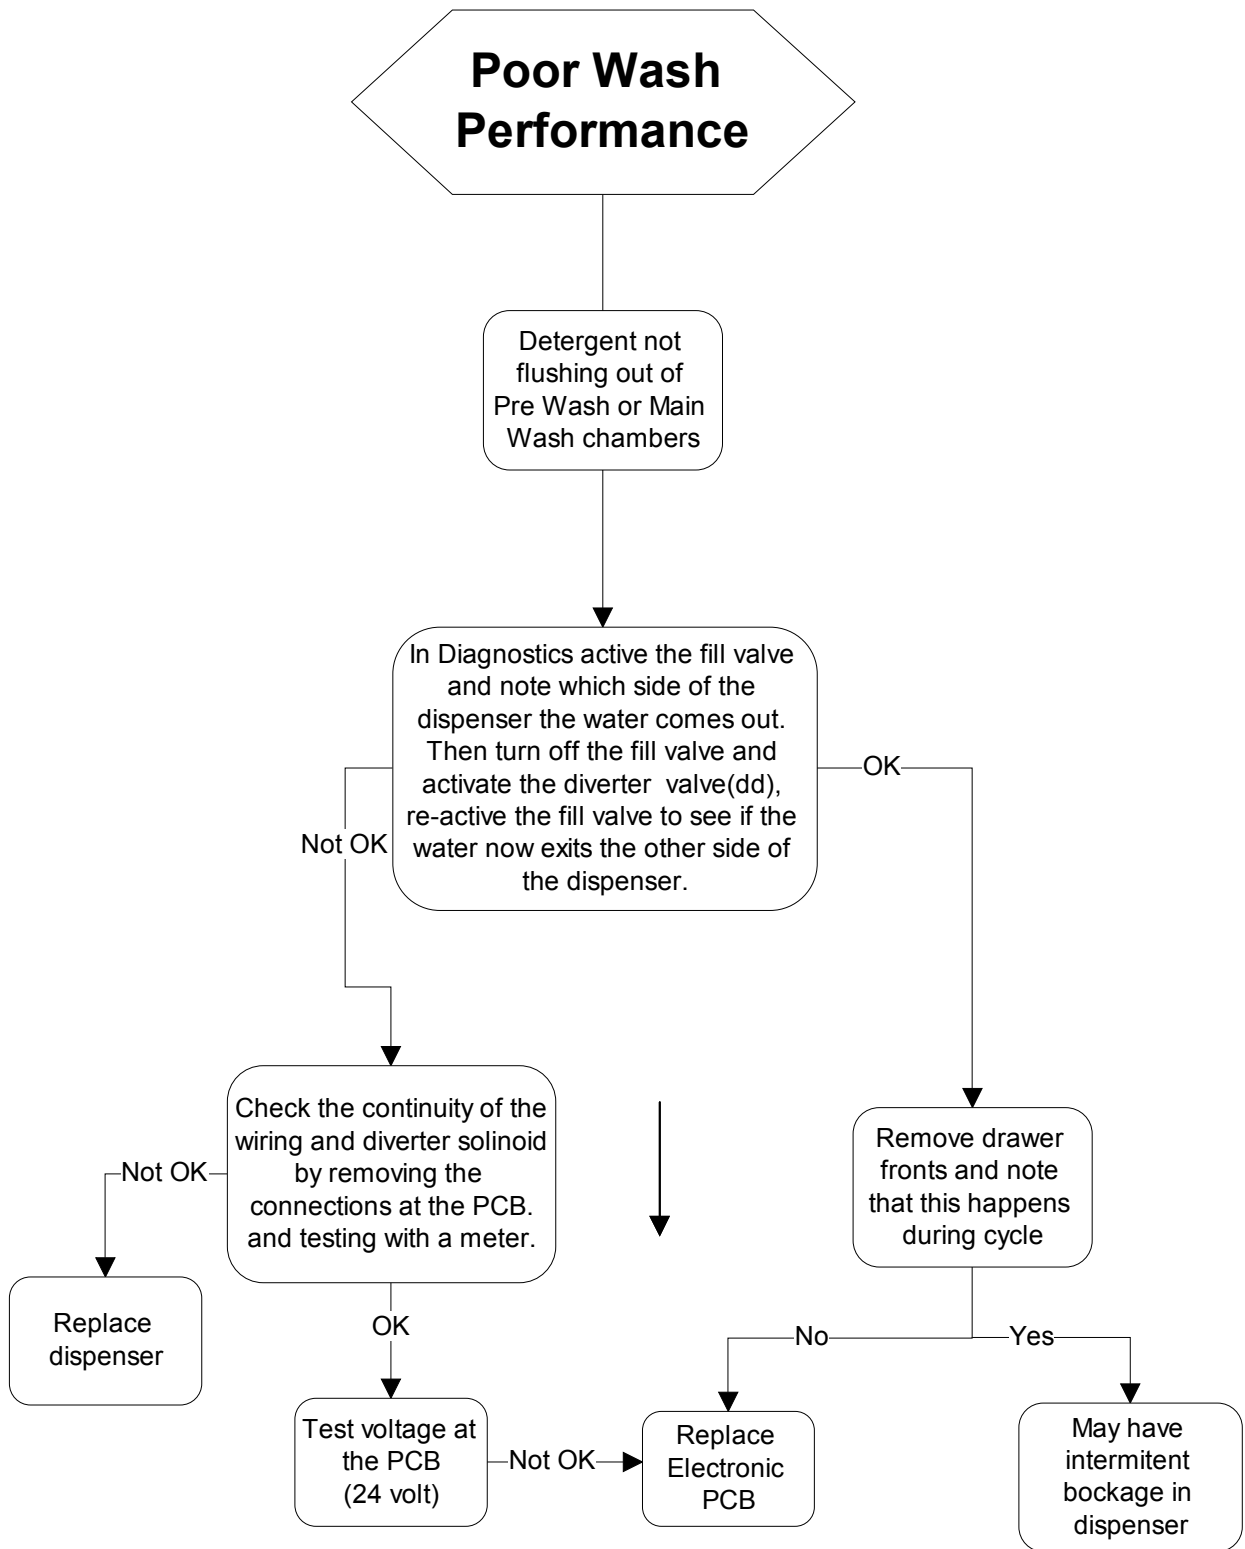 Poor Wash
Performance
Detergent not
flushing out of
Pre Wash or Main
Wash chambers
In Diagnostics active the fill valve
and note which side of the
dispenser the water comes out.
Then turn off the fill valve and
activate the diverter valve(dd),
re-active the fill valve to see if the
water now exits the other side of
the dispenser.
OK
Not OK
Check the continuity of the
wiring and diverter solinoid
by removing the
connections at the PCB.
and testing with a meter.
Not OK
Remove drawer
fronts and note
that this happens
during cycle
Replace
dispenser
OK
No
Yes
Test voltage at
the PCB
(24 volt)
Not OK
Replace
Electronic
PCB
May have
intermitent
bockage in
dispenser